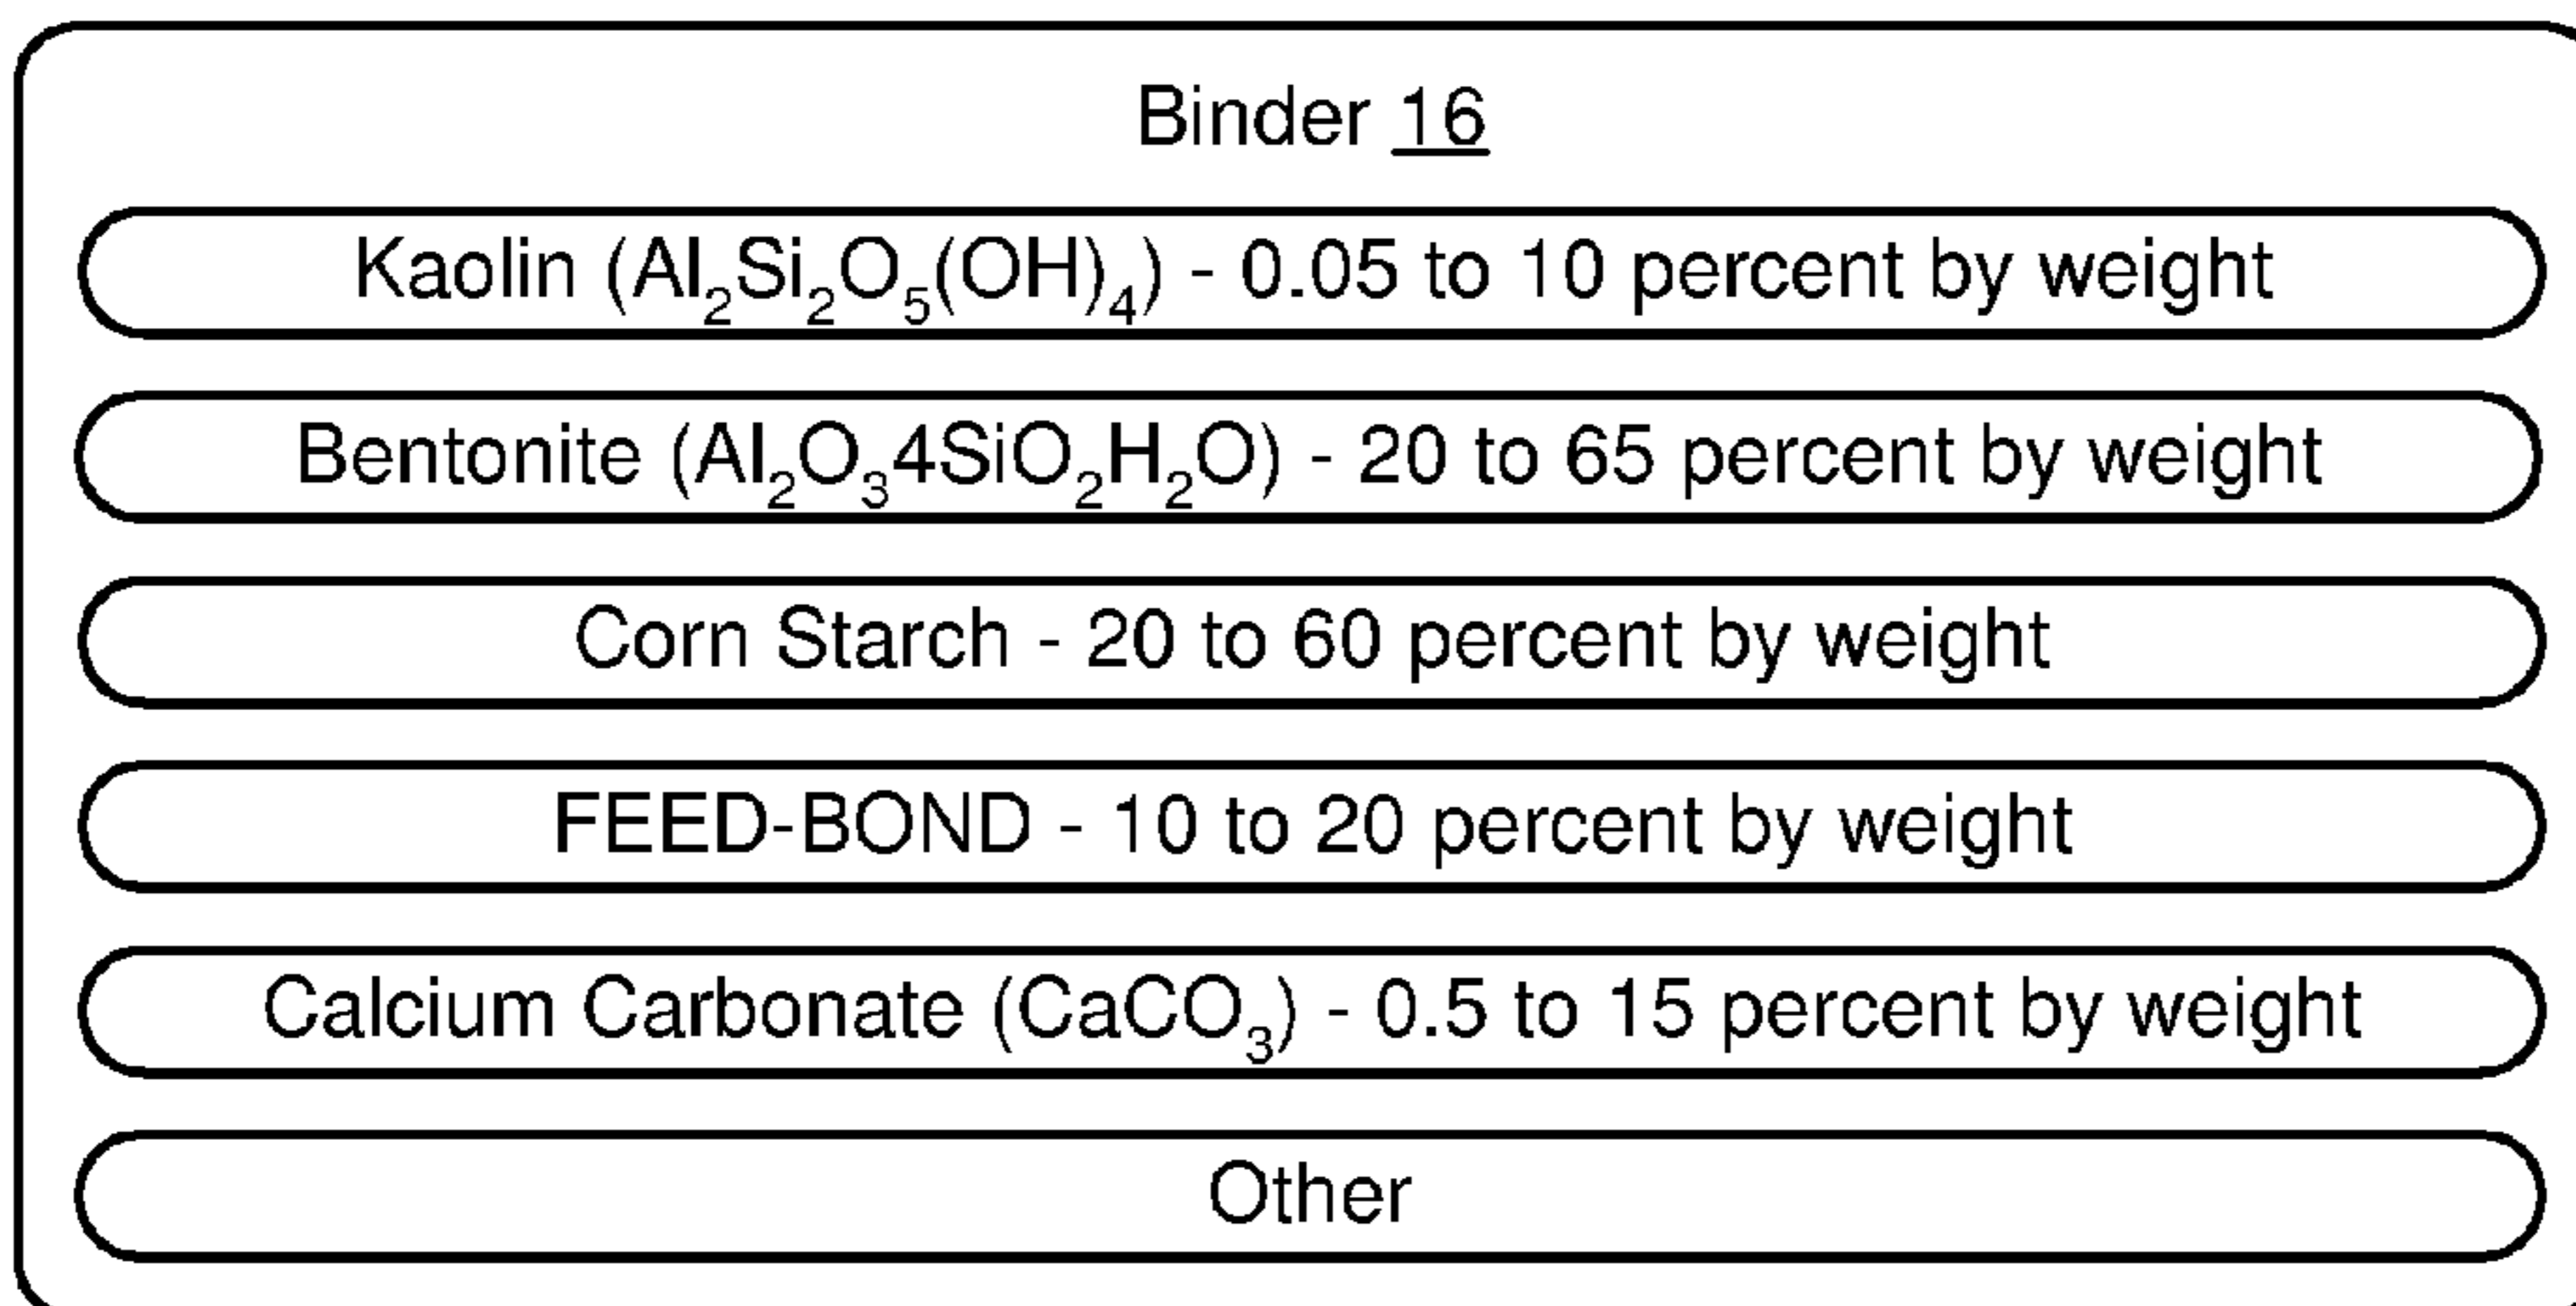 Binder 16
Kaolin (Al₂Si₂O₅(OH)₄) - 0.05 to 10 percent by weight
Bentonite (Al₂O₃4SiO₂H₂O) - 20 to 65 percent by weight
Corn Starch - 20 to 60 percent by weight
FEED-BOND - 10 to 20 percent by weight
Calcium Carbonate (CaCO₃) - 0.5 to 15 percent by weight
Other